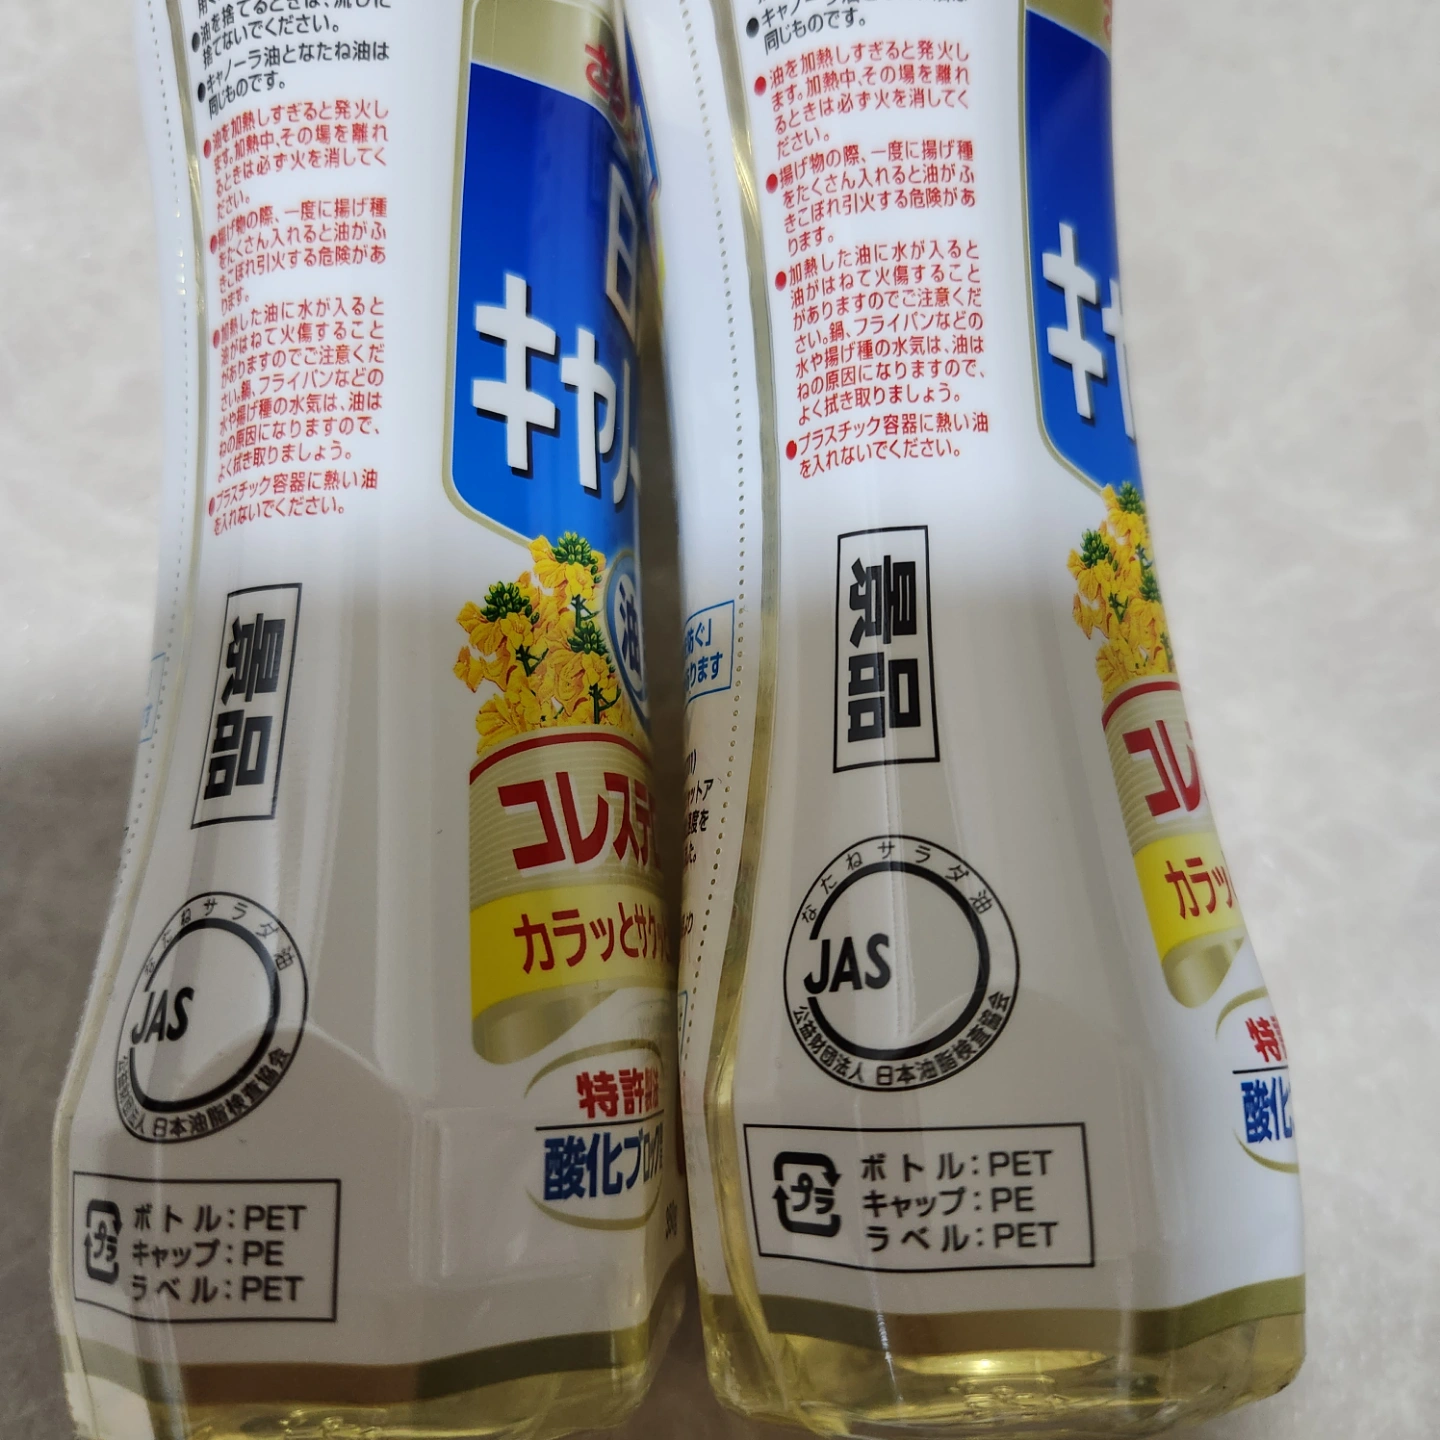 ●油を捨てるときは、流しに
捨てないでください。
●キャノーラ油となたね油は
同じものです。
●油を加熱しすぎると発火し
ます。加熱中、その場を離れ
るときは必ず火を消してく
ださい。
●揚げ物の際、一度に揚げ種
をたくさん入れると油がふ
きこぼれ引火する危険があ
ります。
●加熱した油に水が入ると
油がはねて火傷すること
がありますのでご注意くだ
さい。鍋、フライパンなどの
水や揚げ種の水気は、油は
ねの原因になりますので、
よく拭き取りましょう。
●プラスチック容器に熱い油
を入れないでください。
景品
なたねサラダ油
JAS
公益財団法人 日本油脂検査協会
プラ
ボトル:PET
キャップ:PE
ラベル:PET
日
キャノ
油
コレステ
カラッとサクッ
特許製法
酸化ブロック
防ぐ」
ります
ットア
度を
た。
●キャノーラ油
同じものです。
●油を加熱しすぎると発火し
ます。加熱中、その場を離れ
るときは必ず火を消してく
ださい。
●揚げ物の際、一度に揚げ種
をたくさん入れると油がふ
きこぼれ引火する危険があ
ります。
●加熱した油に水が入ると
油がはねて火傷すること
がありますのでご注意くだ
さい。鍋、フライパンなどの
水や揚げ種の水気は、油は
ねの原因になりますので、
よく拭き取りましょう。
●プラスチック容器に熱い油
を入れないでください。
景品
なたねサラダ油
JAS
公益財団法人 日本油脂検査協会
プラ
ボトル:PET
キャップ:PE
ラベル:PET
キャ
コレ
カラッ
特
酸化